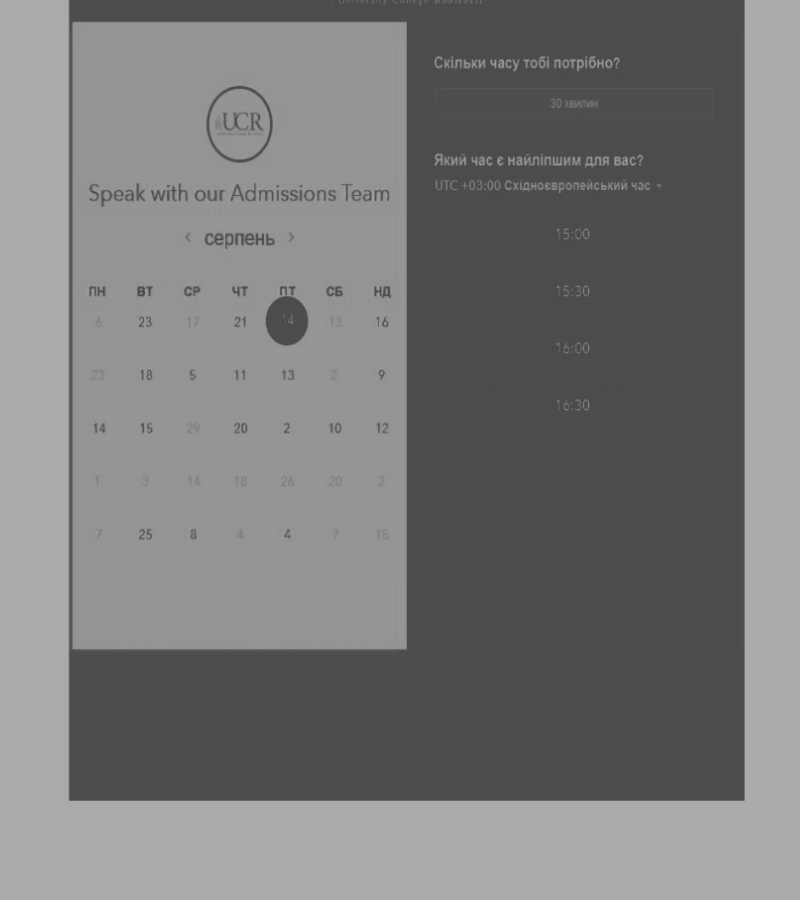 University College
Скільки часу тобі потрібно?
30 хвилин
UCR
Speak with our Admissions Team
Який час є найліпшим для вас?
UTC +03:00 Східноєвропейський час
‹ серпень ›
15:00
ПН ВТ СР ЧТ ПТ СБ НД
15:30
6 23 17 21 14 13 16
16:00
23 18 5 11 13 2 9
16:30
14 15 29 20 2 10 12
1 3 14 18 26 20 2
7 25 8 4 4 7 15